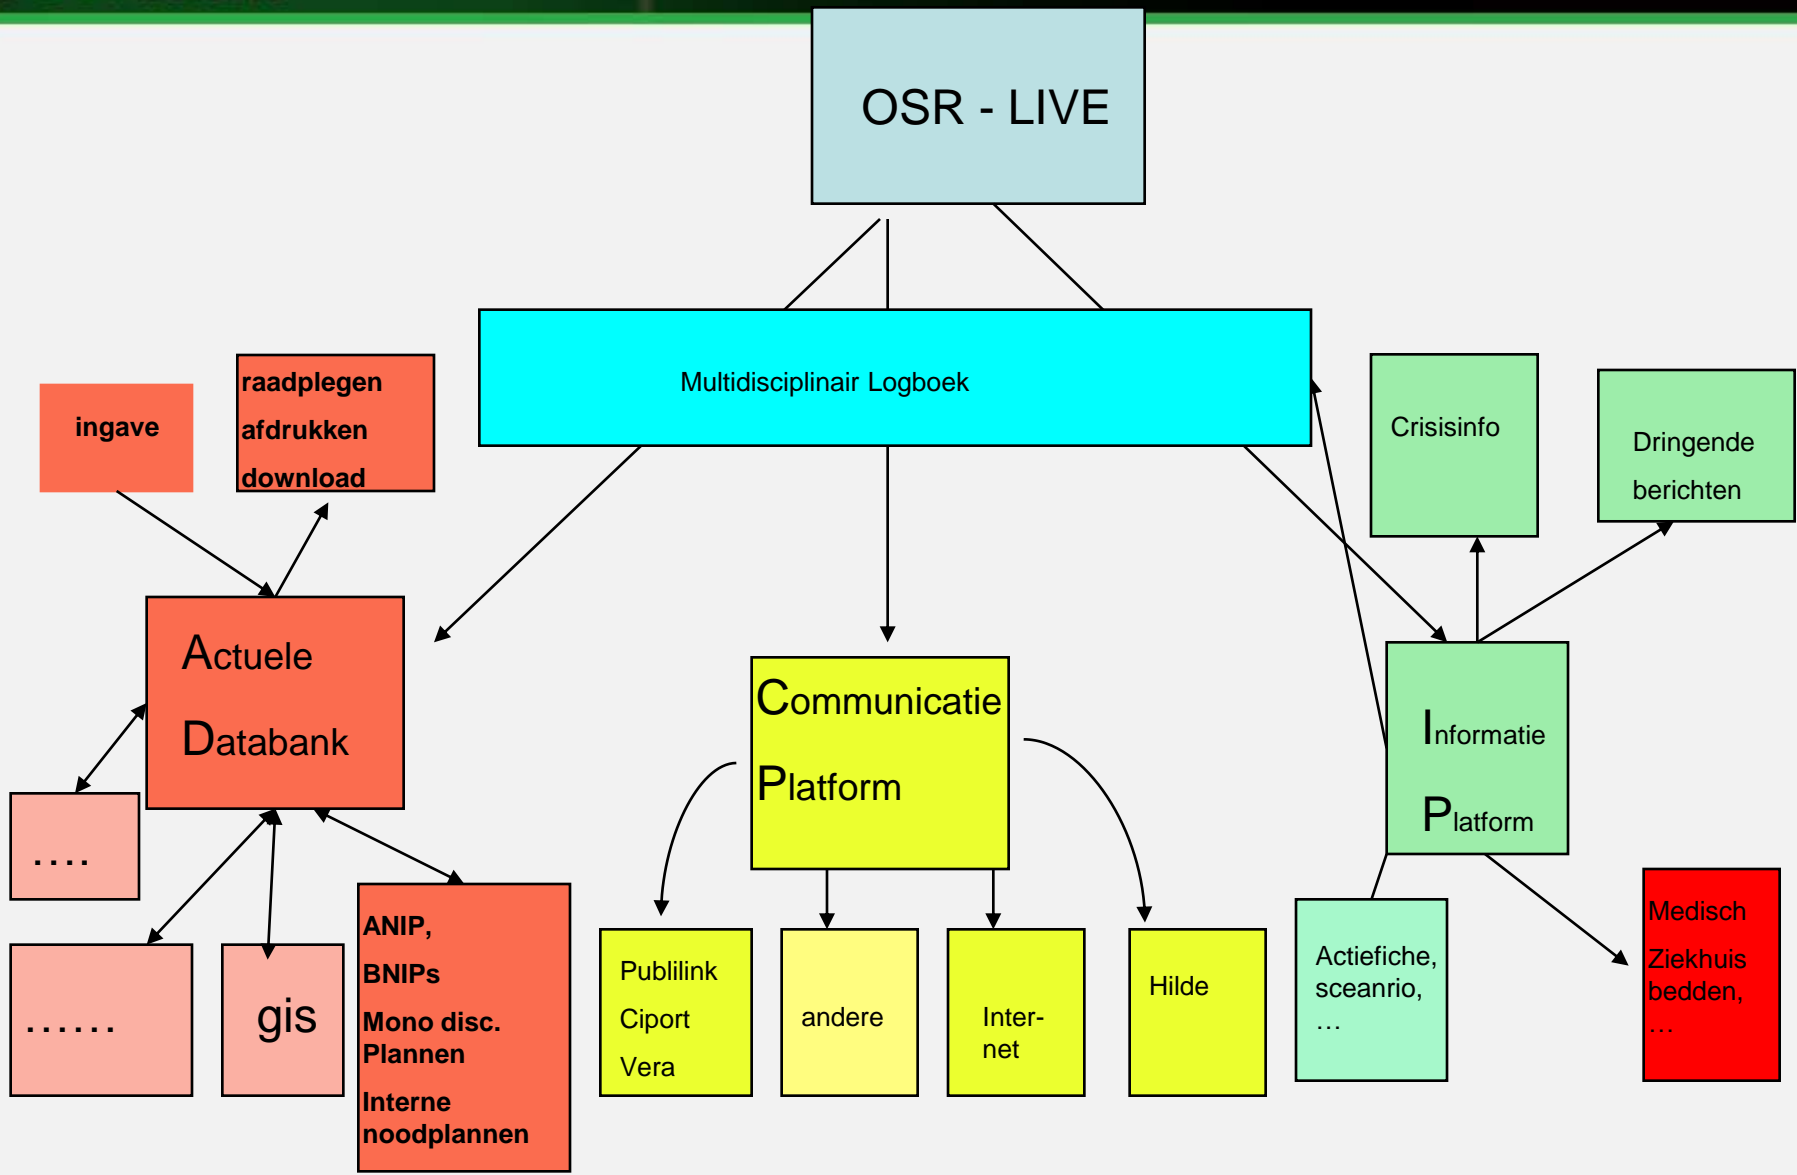 OSR - LIVE
Multidisciplinair Logboek
ingave
raadplegen
afdrukken
download
Crisisinfo
Dringende
berichten
Actuele
Databank
Communicatie
Platform
Informatie
Platform
....
......
gis
ANIP,
BNIPs
Mono disc.
Plannen
Interne
noodplannen
Publilink
Ciport
Vera
andere
Inter-
net
Hilde
Actiefiche,
sceanrio,
...
Medisch
Ziekhuis
bedden,
...